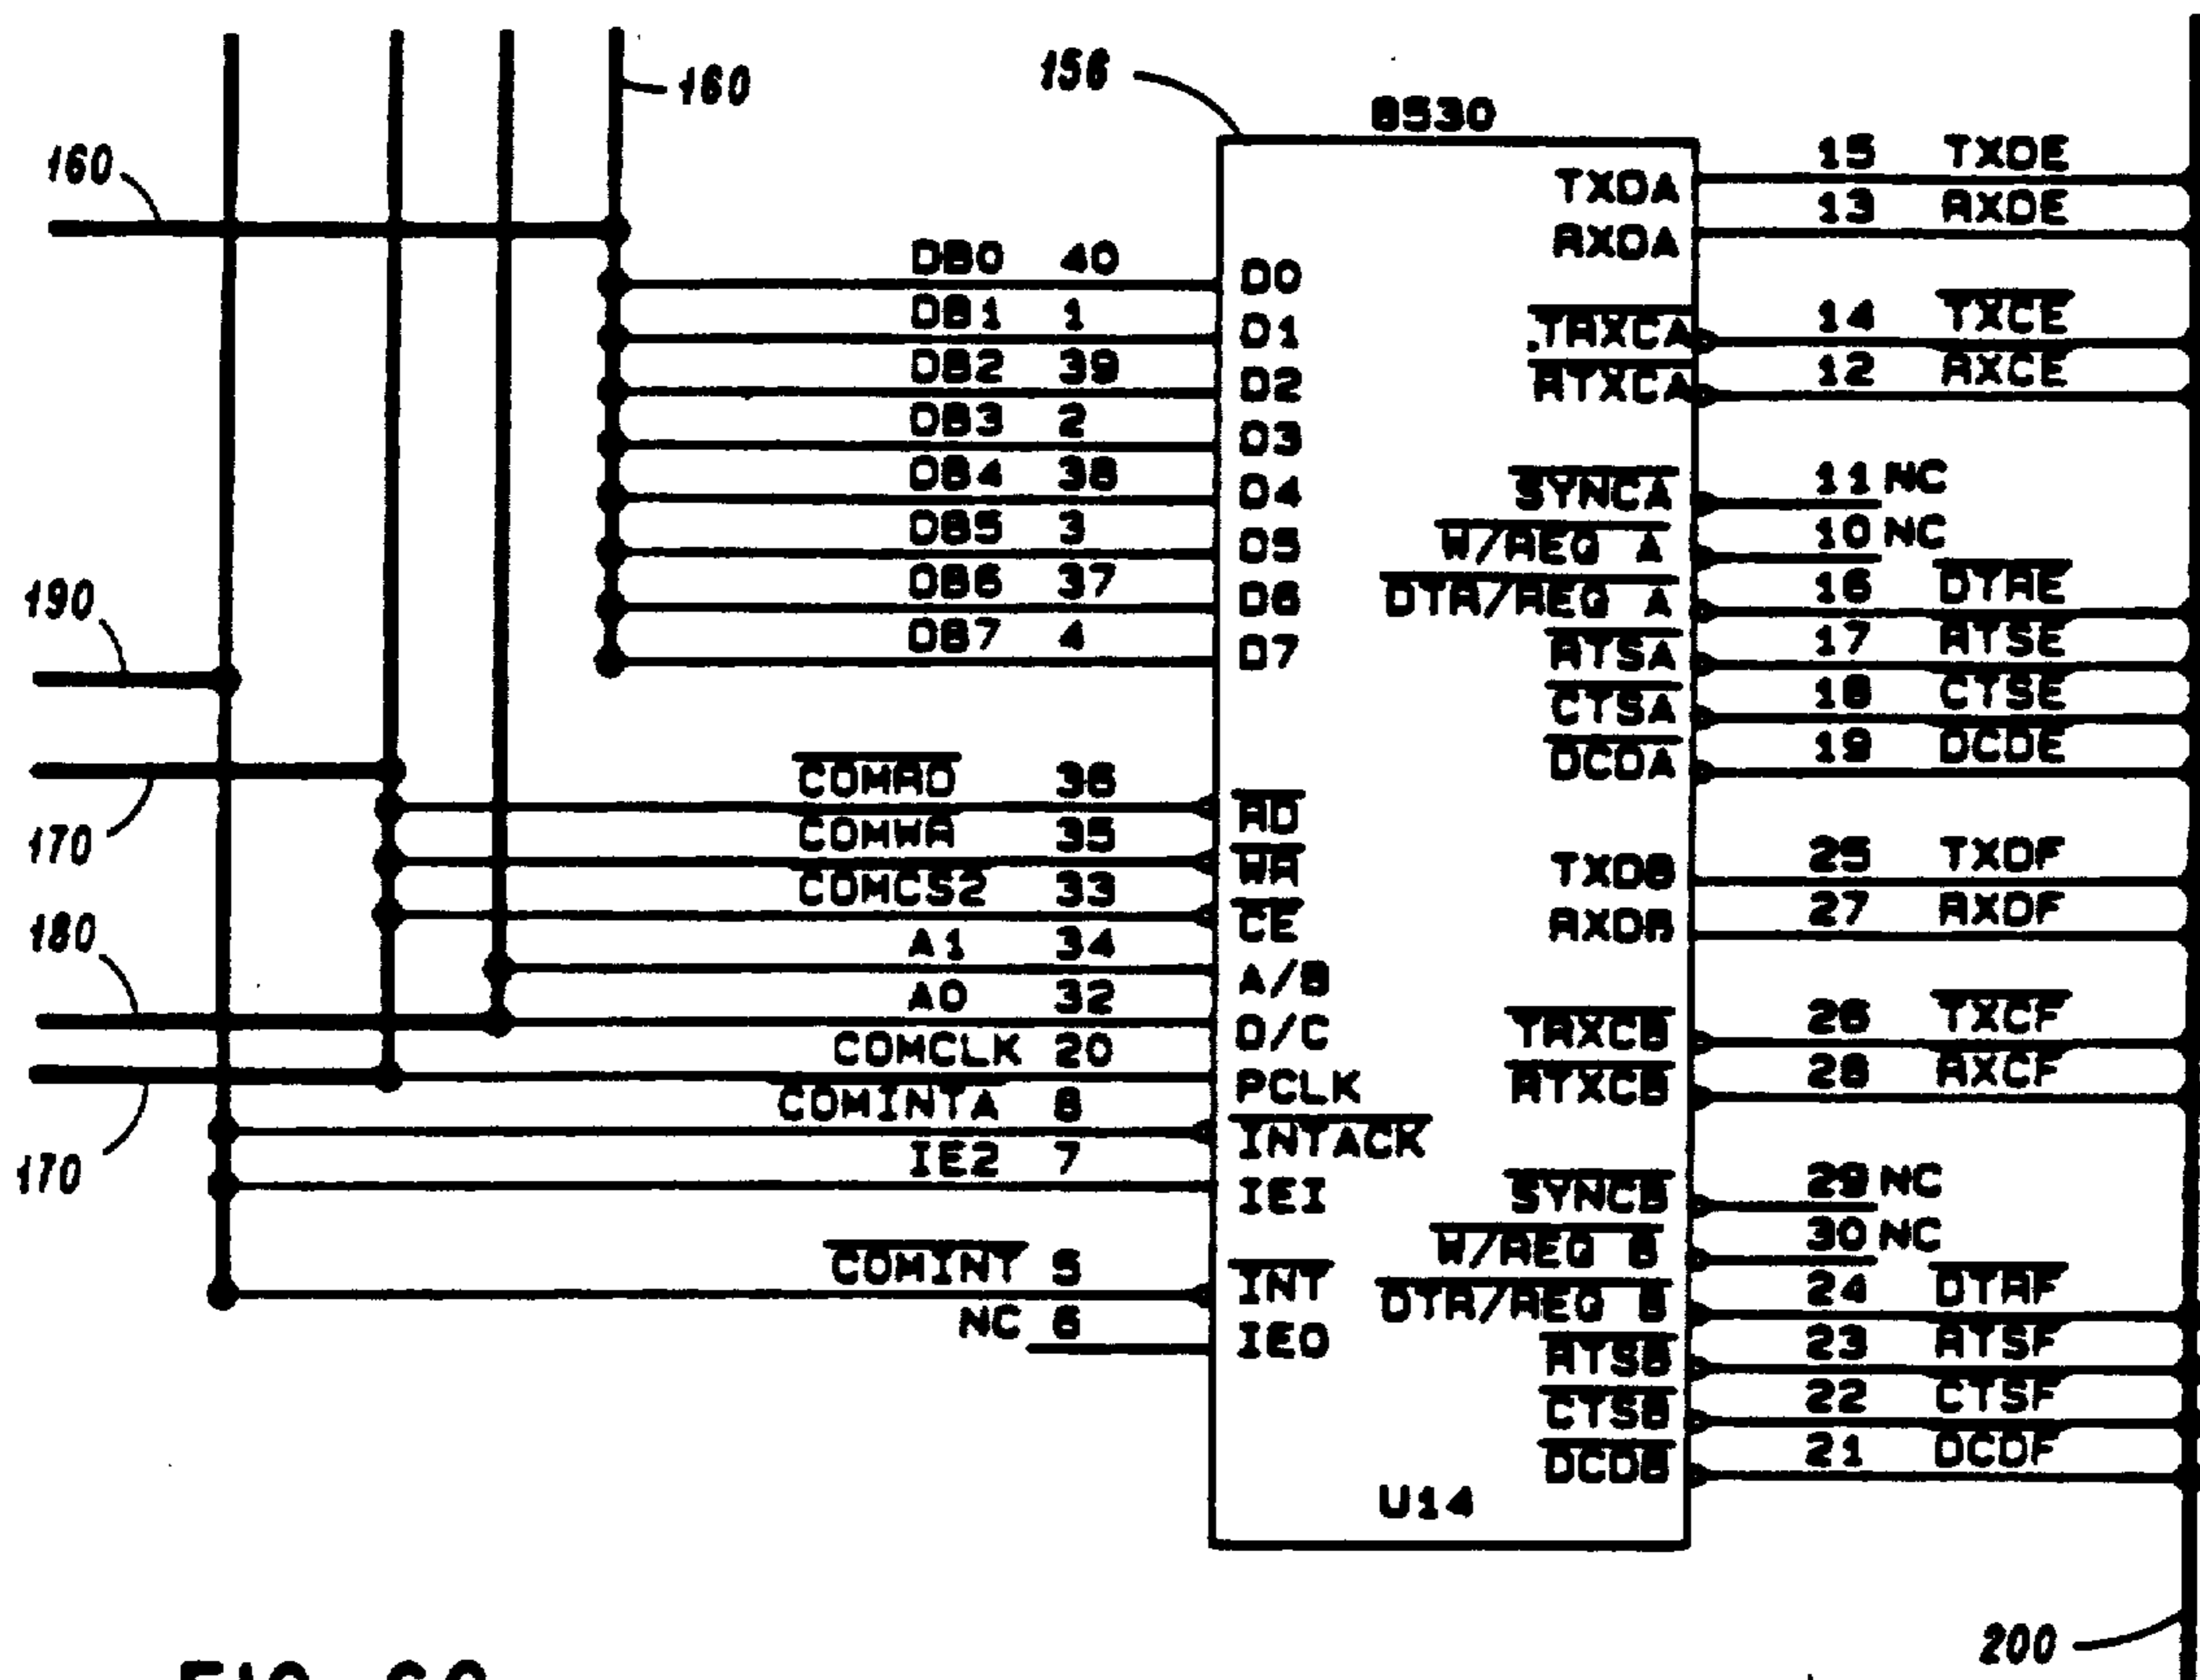 160
156
8530
160
TXDA 15 TXDE
RXDA 13 RXDE
DB0 40 D0
DB1 1 D1
TRXCA 14 TXCE
DB2 39 D2
RTXCA 12 RXCE
DB3 2 D3
DB4 38 D4
SYNCA 11 NC
DB5 3 D5
W/REQ A 10 NC
190
DB6 37 D6
DTR/REQ A 16 DTRE
DB7 4 D7
RTSA 17 RTSE
CTSA 18 CTSE
DCDA 19 DCDE
170
COMRD 36 RD
COMWR 35 WR
TXDB 25 TXDF
COMCS2 33 CE
RXDB 27 RXDF
180
A1 34 A/B
A0 32 D/C
TRXCB 26 TXCF
COMCLK 20 PCLK
RTXCB 28 RXCF
170
COMINTA 8 INTACK
IE2 7 IEI
SYNCB 29 NC
W/REQ B 30 NC
COMINT 5 INT
DTR/REQ B 24 DTRF
NC 6 IEO
RTSB 23 RTSF
CTSB 22 CTSF
DCDB 21 DCDF
U14
200